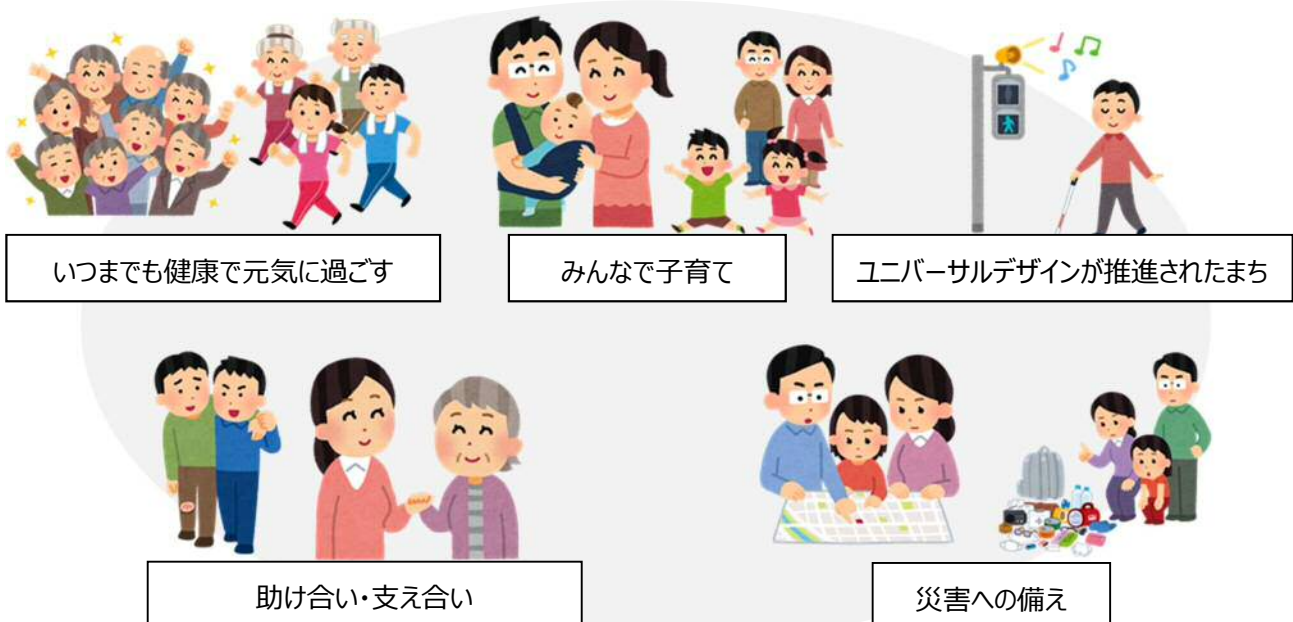 いつまでも健康で元気に過ごす
みんなで子育て
ユニバーサルデザインが推進されたまち
助け合い・支え合い
災害への備え